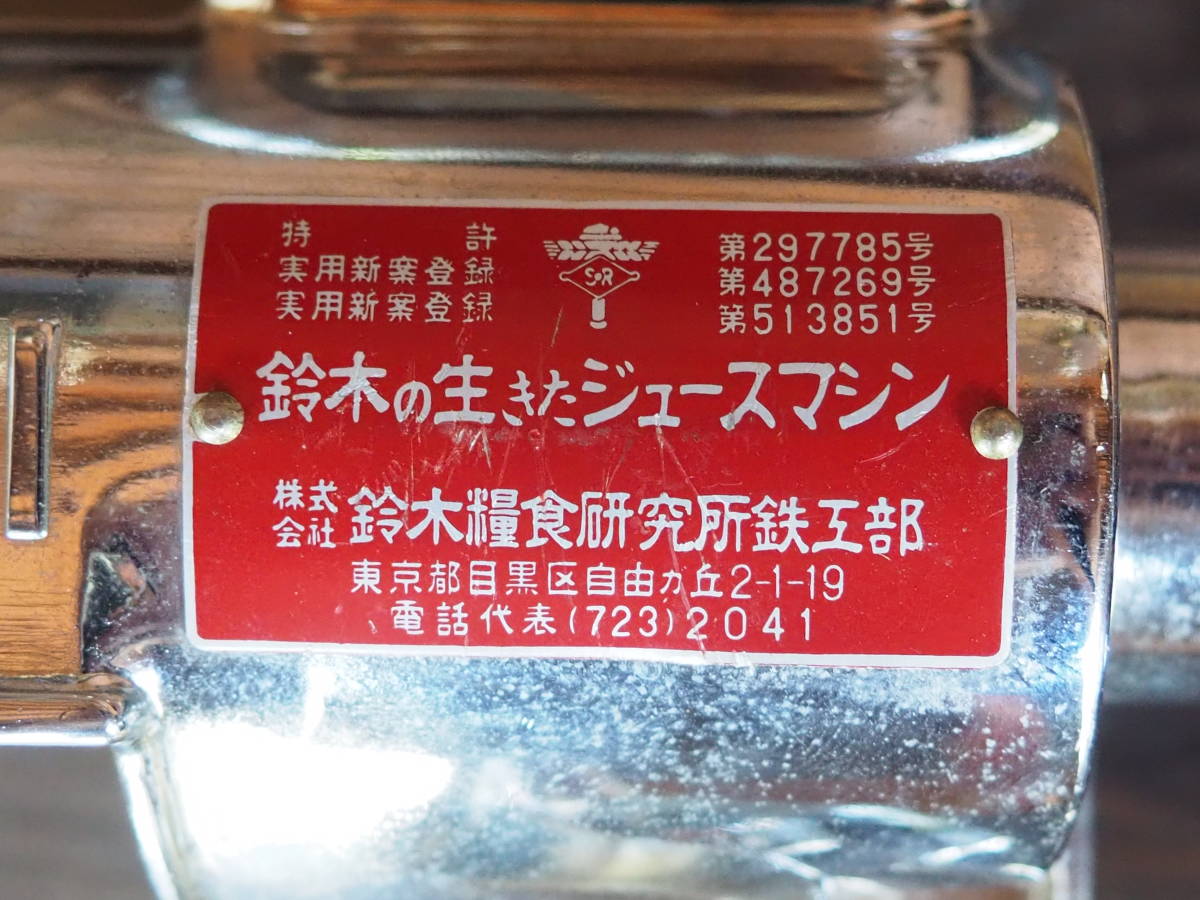 特許 第297785号
実用新案登録 第487269号
実用新案登録 第513851号
SoR
鈴木の生きたジュースマシン
株式会社 鈴木糧食研究所鉄工部
東京都目黒区自由ヵ丘2-1-19
電話代表(723)2041